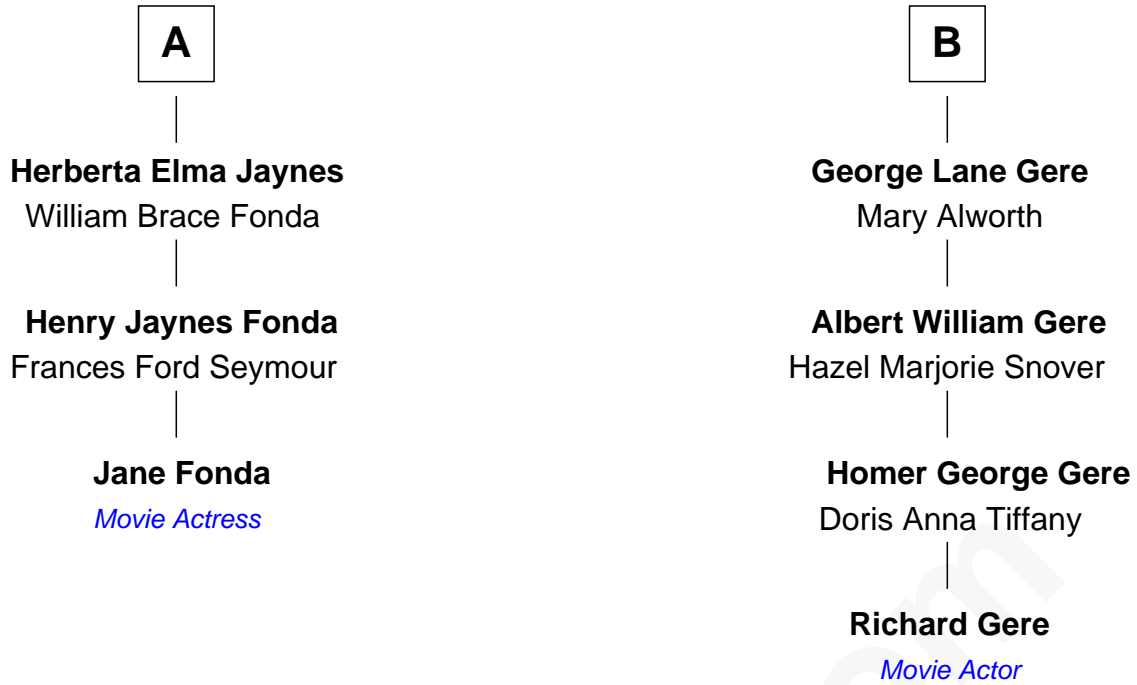 A
Herberta Elma Jaynes
William Brace Fonda
Henry Jaynes Fonda
Frances Ford Seymour
Jane Fonda
Movie Actress
B
George Lane Gere
Mary Alworth
Albert William Gere
Hazel Marjorie Snover
Homer George Gere
Doris Anna Tiffany
Richard Gere
Movie Actor